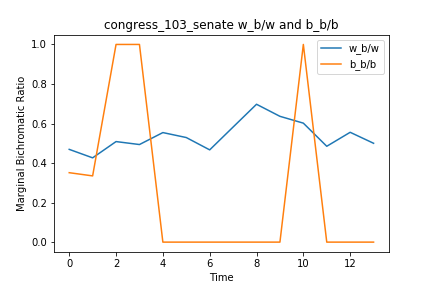 congress_103_senate w_b/w and b_b/b
w_b/w
b_b/b
Marginal Bichromatic Ratio
1.0
0.8
0.6
0.4
0.2
0.0
0 2 4 6 8 10 12
Time